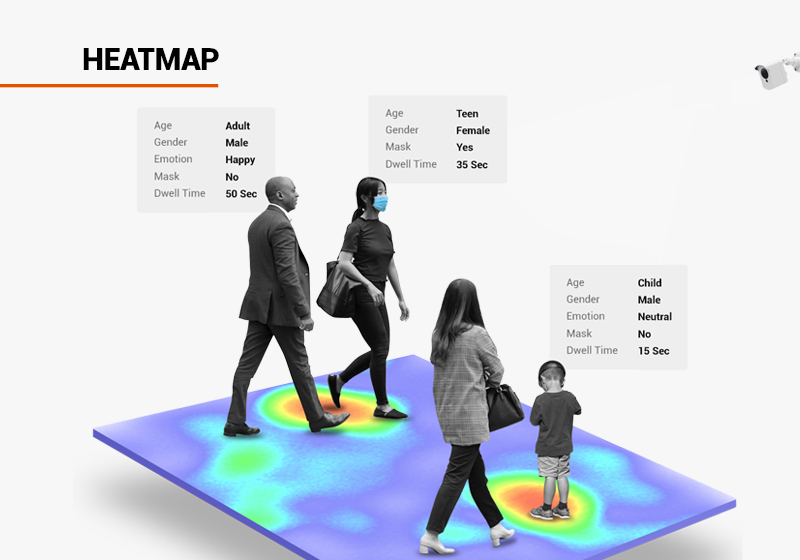 HEATMAP
Age Adult
Gender Male
Emotion Happy
Mask No
Dwell Time 50 Sec
Age Teen
Gender Female
Mask Yes
Dwell Time 35 Sec
Age Child
Gender Male
Emotion Neutral
Mask No
Dwell Time 15 Sec